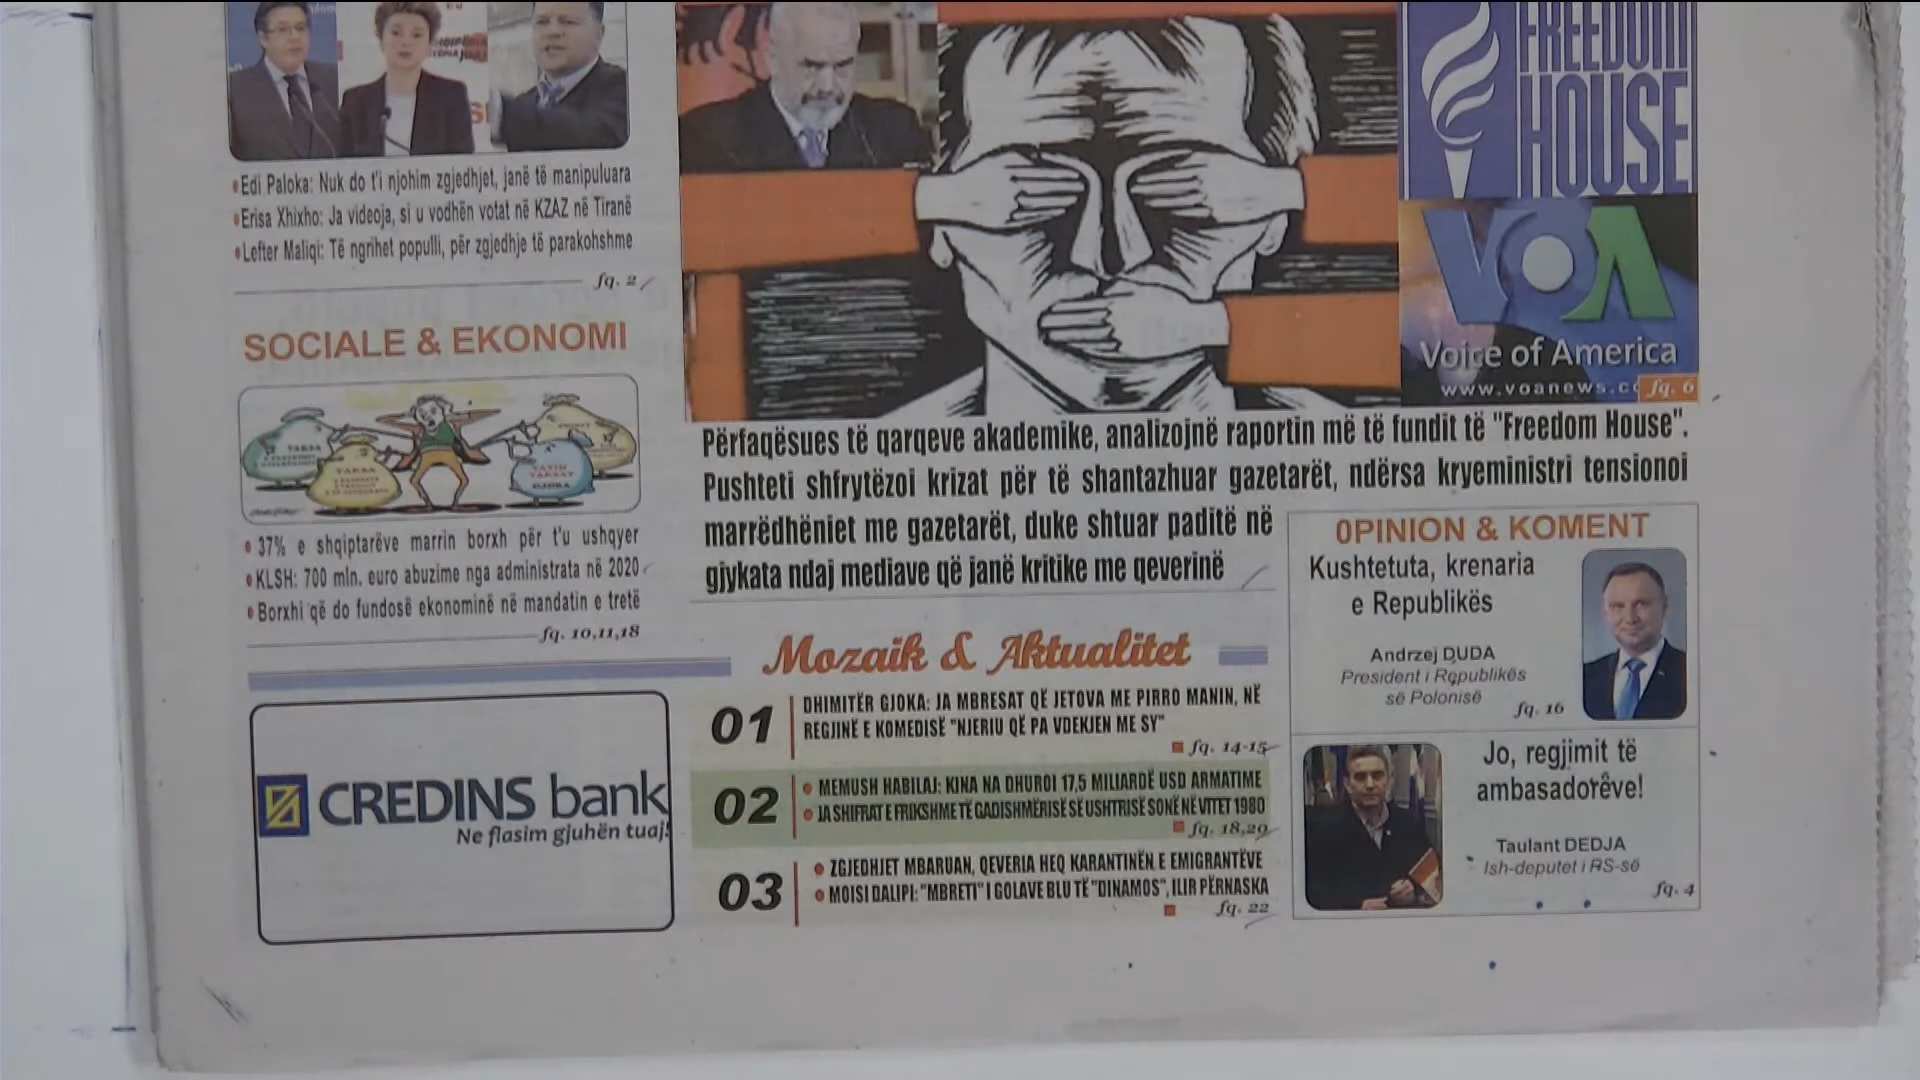 Edi Paloka: Nuk do t'i njohim zgjedhjet, janë të manipuluara
Erisa Xhixho: Ja videoja, si u vodhën votat në KZAZ në Tiranë
Lefter Maliqi: Të ngrihet populli, për zgjedhje të parakohshme
fq. 2
SOCIALE & EKONOMI
TAKSA
TAKSA
37% e shqiptarëve marrin borxh për t'u ushqyer
KLSH: 700 mln. euro abuzime nga administrata në 2020
Borxhi që do fundosë ekonominë në mandatin e tretë
fq. 10,11,18
CREDINS bank
Ne flasim gjuhën tuaj!
FREEDOM
HOUSE
VOA
Voice of America
www.voanews.co
fq. 6
Përfaqësues të qarqeve akademike, analizojnë raportin më të fundit të "Freedom House".
Pushteti shfrytëzoi krizat për të shantazhuar gazetarët, ndërsa kryeministri tensionoi
marrëdhëniet me gazetarët, duke shtuar paditë në
gjykata ndaj mediave që janë kritike me qeverinë
Mozaik & Aktualitet
01
DHIMITËR GJOKA: JA MBRESAT QË JETOVA ME PIRRO MANIN, NË
REGJINË E KOMEDISË "NJERIU QË PA VDEKJEN ME SY"
fq. 14-15
02
MEMUSH HABILAJ: KINA NA DHUROI 17,5 MILIARDË USD ARMATIME
JA SHIFRAT E FRIKSHME TË GADISHMËRISË SË USHTRISË SONË NË VITET 1980
fq. 18,20
03
ZGJEDHJET MBARUAN, QEVERIA HEQ KARANTINËN E EMIGRANTËVE
MOISI DALIPI: "MBRETI" I GOLAVE BLU TË "DINAMOS", ILIR PËRNASKA
fq. 22
OPINION & KOMENT
Kushtetuta, krenaria
e Republikës
Andrzej DUDA
President i Republikës
së Polonisë
fq. 16
Jo, regjimit të
ambasadorëve!
Taulant DEDJA
Ish-deputet i RS-së
fq. 4